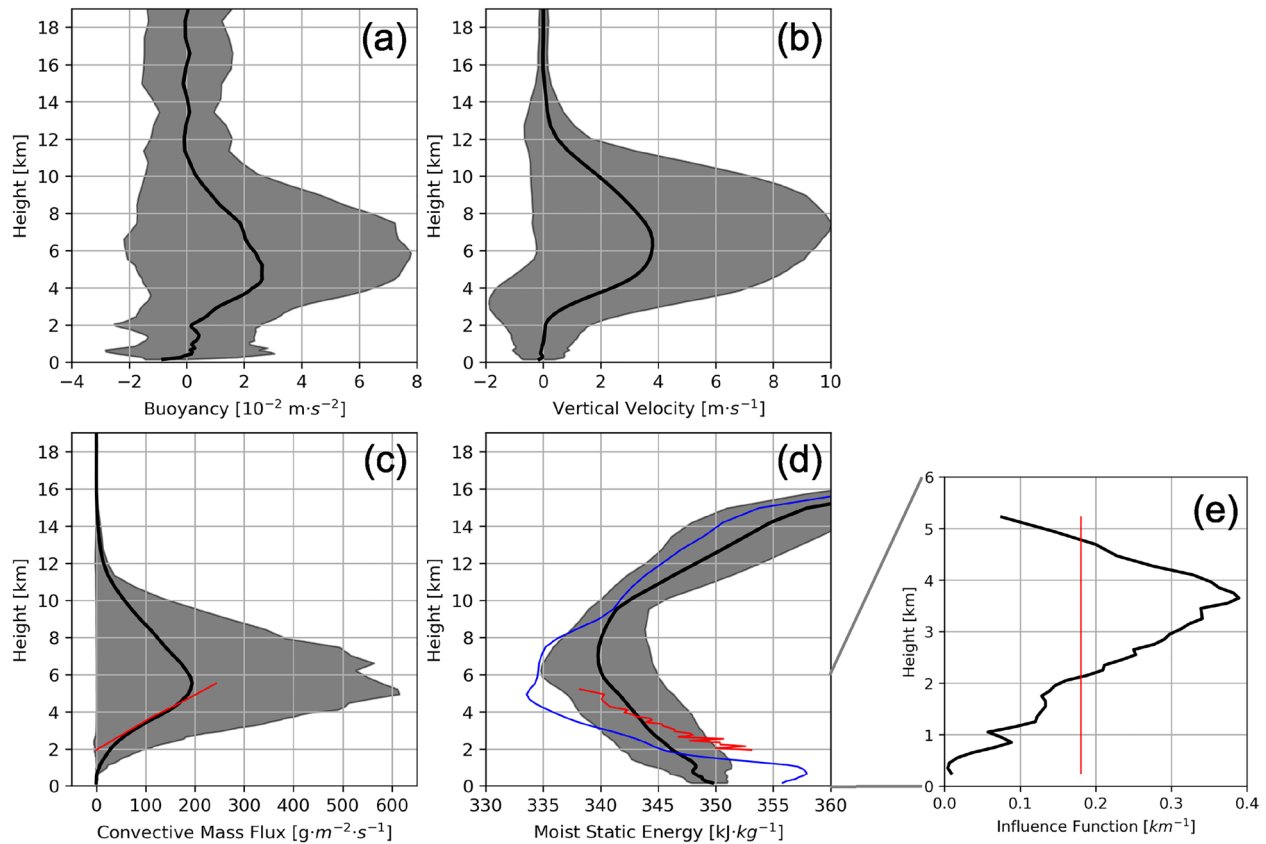 18
16
14
12
10
8
6
4
2
0
Height [km]
(a)
−4 −2 0 2 4 6 8
Buoyancy [10⁻² m·s⁻²]
18
16
14
12
10
8
6
4
2
0
Height [km]
(b)
−2 0 2 4 6 8 10
Vertical Velocity [m·s⁻¹]
18
16
14
12
10
8
6
4
2
0
Height [km]
(c)
0 100 200 300 400 500 600
Convective Mass Flux [g·m⁻²·s⁻¹]
18
16
14
12
10
8
6
4
2
0
Height [km]
(d)
330 335 340 345 350 355 360
Moist Static Energy [kJ·kg⁻¹]
6
5
4
3
2
1
0
Height [km]
(e)
0.0 0.1 0.2 0.3 0.4
Influence Function [km⁻¹]